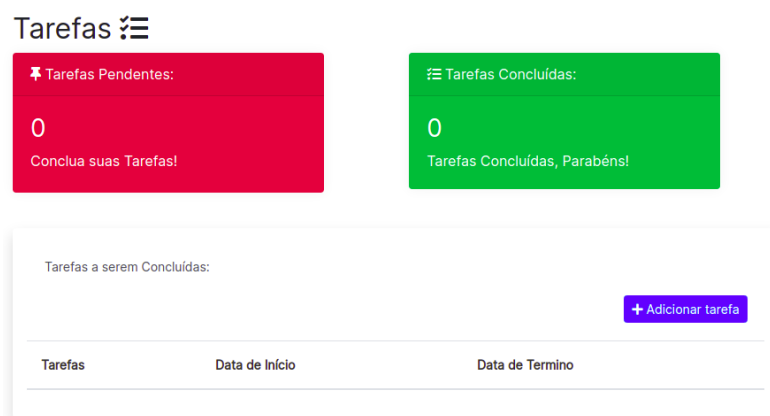 Tarefas
Tarefas Pendentes:
0
Conclua suas Tarefas!
Tarefas Concluídas:
0
Tarefas Concluídas, Parabéns!
Tarefas a serem Concluídas:
Adicionar tarefa
Tarefas Data de Início Data de Termino